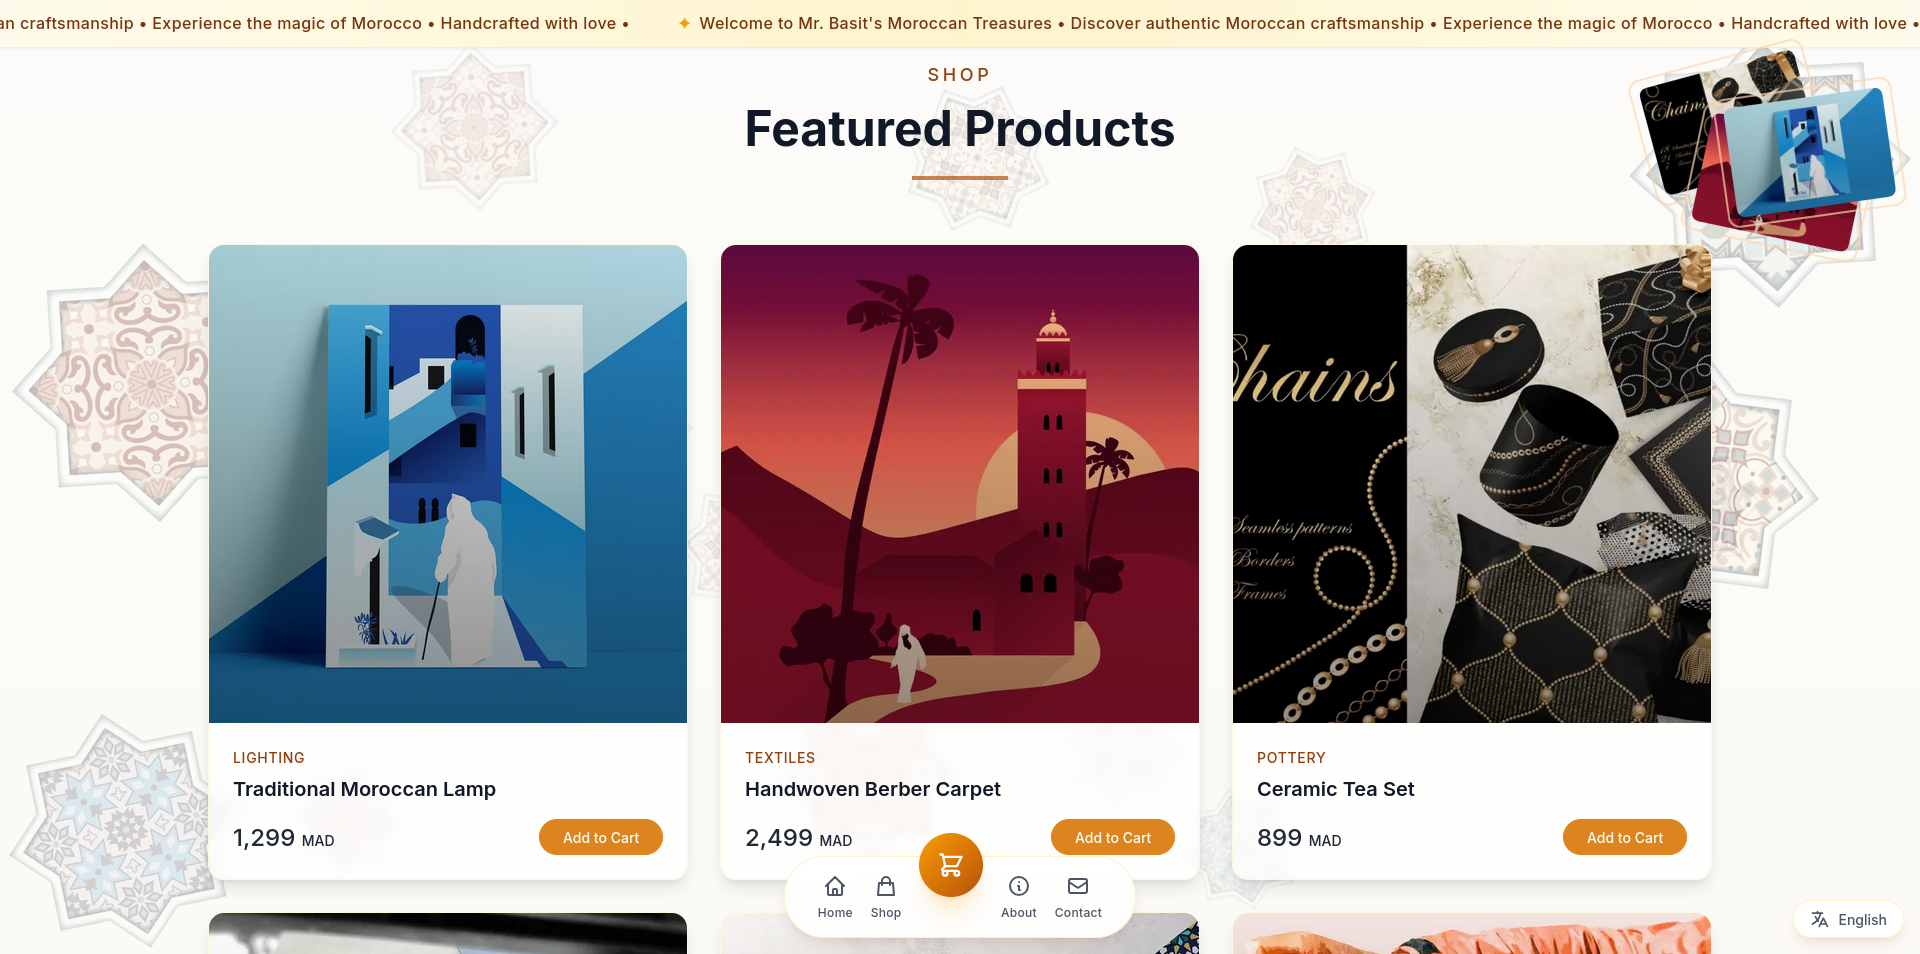 an craftsmanship • Experience the magic of Morocco • Handcrafted with love • ✦ Welcome to Mr. Basit's Moroccan Treasures • Discover authentic Moroccan craftsmanship • Experience the magic of Morocco • Handcrafted with love •
SHOP
Featured Products
Chains
Chains
Seamless patterns
Borders
Frames
LIGHTING
Traditional Moroccan Lamp
1,299 MAD
Add to Cart
TEXTILES
Handwoven Berber Carpet
2,499 MAD
Add to Cart
POTTERY
Ceramic Tea Set
899 MAD
Add to Cart
Home
Shop
About
Contact
English